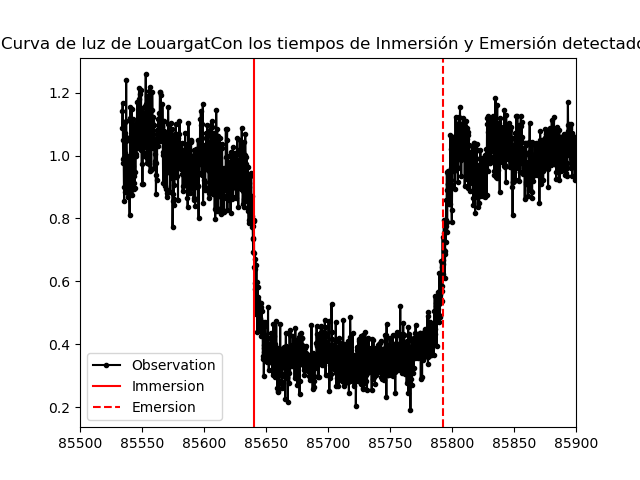 Curva de luz de LouargatCon los tiempos de Inmersión y Emersión detectado
1.2
1.0
0.8
0.6
0.4
0.2
Observation
Immersion
Emersion
85500 85550 85600 85650 85700 85750 85800 85850 85900